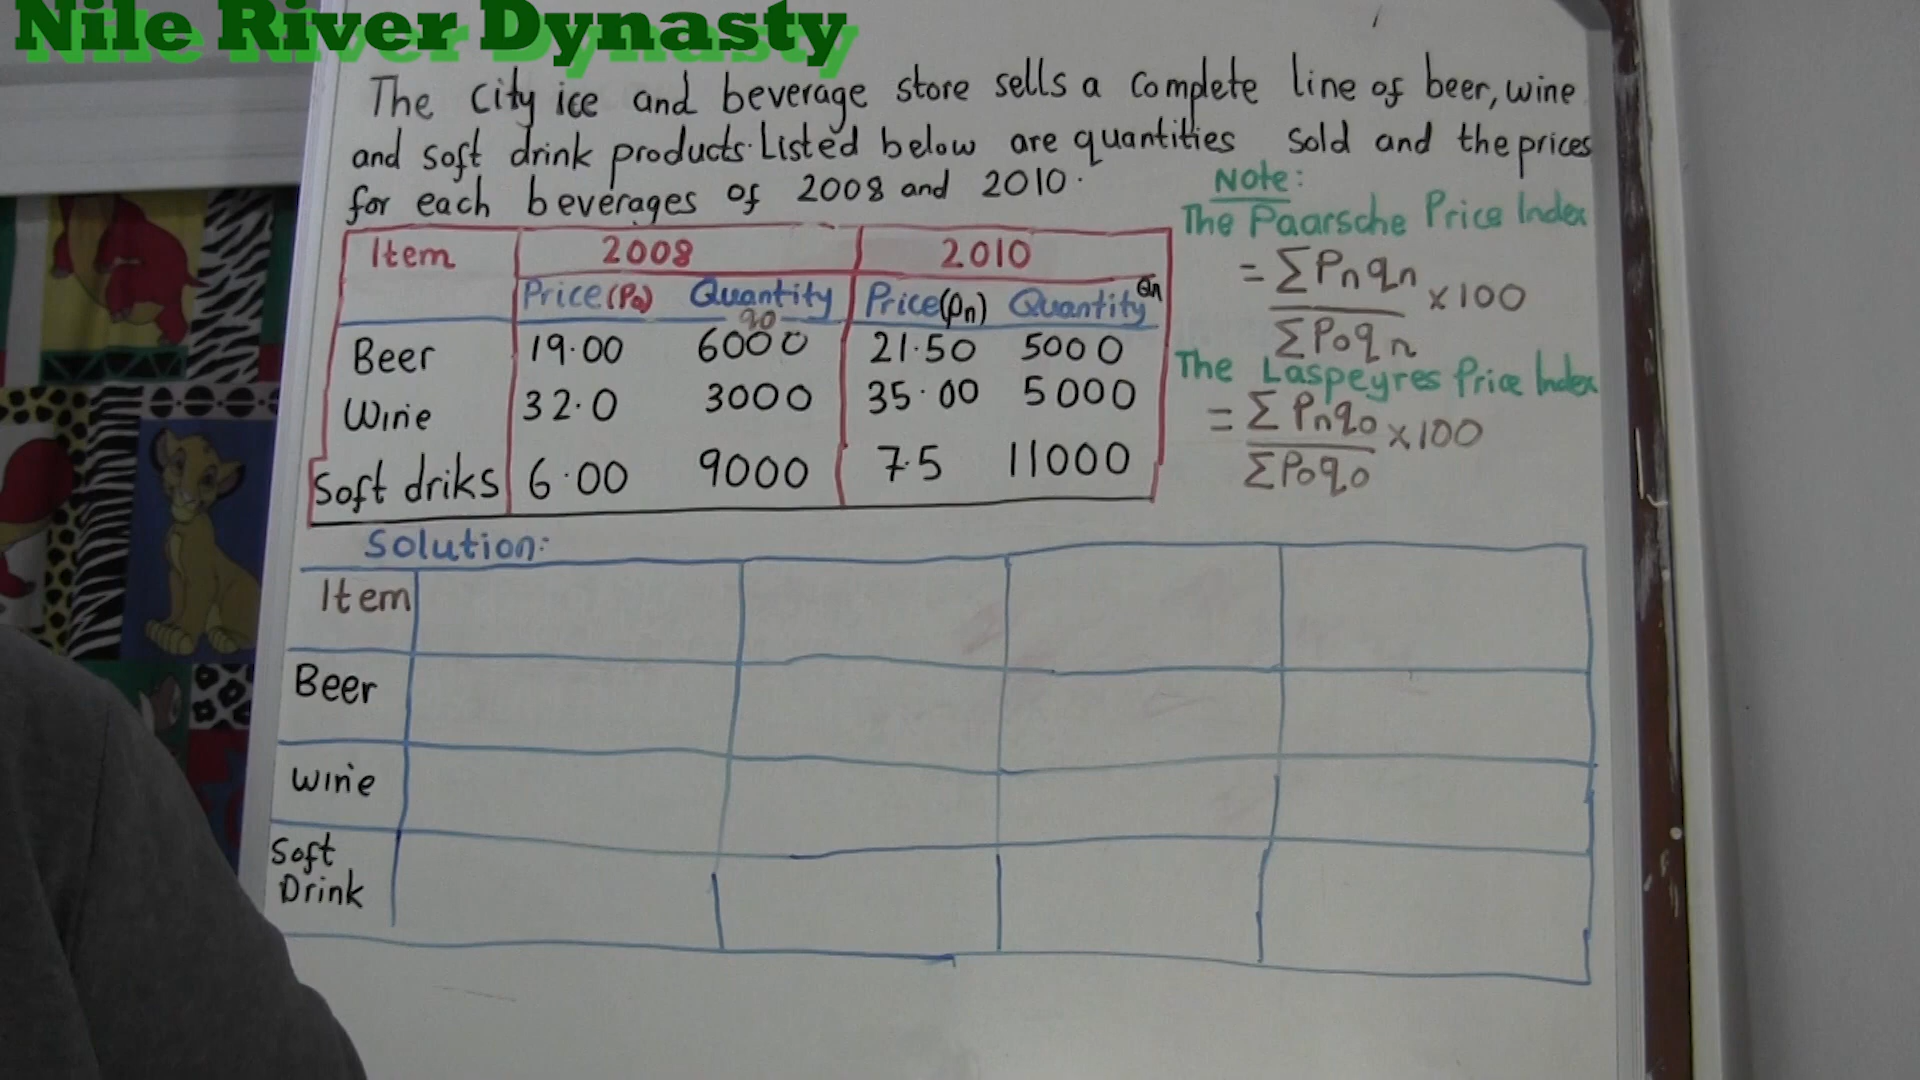 Nile River Dynasty
The City ice and beverage store sells a complete line of beer, wine
and soft drink products. Listed below are quantities sold and the prices
for each beverages of 2008 and 2010.
Note:
The Paarsche Price Index
= ΣPnqn
ΣPoqn
×100
The Laspeyres Price Index
= ΣPnqo
ΣPoqo
×100
Item 2008 2010
Price(Po) Quantity qo Price(Pn) Quantity Qn
Beer 19.00 6000 21.50 5000
Wine 32.0 3000 35.00 5000
Soft driks 6.00 9000 7.5 11000
Solution:
Item
Beer
Wine
Soft
Drink